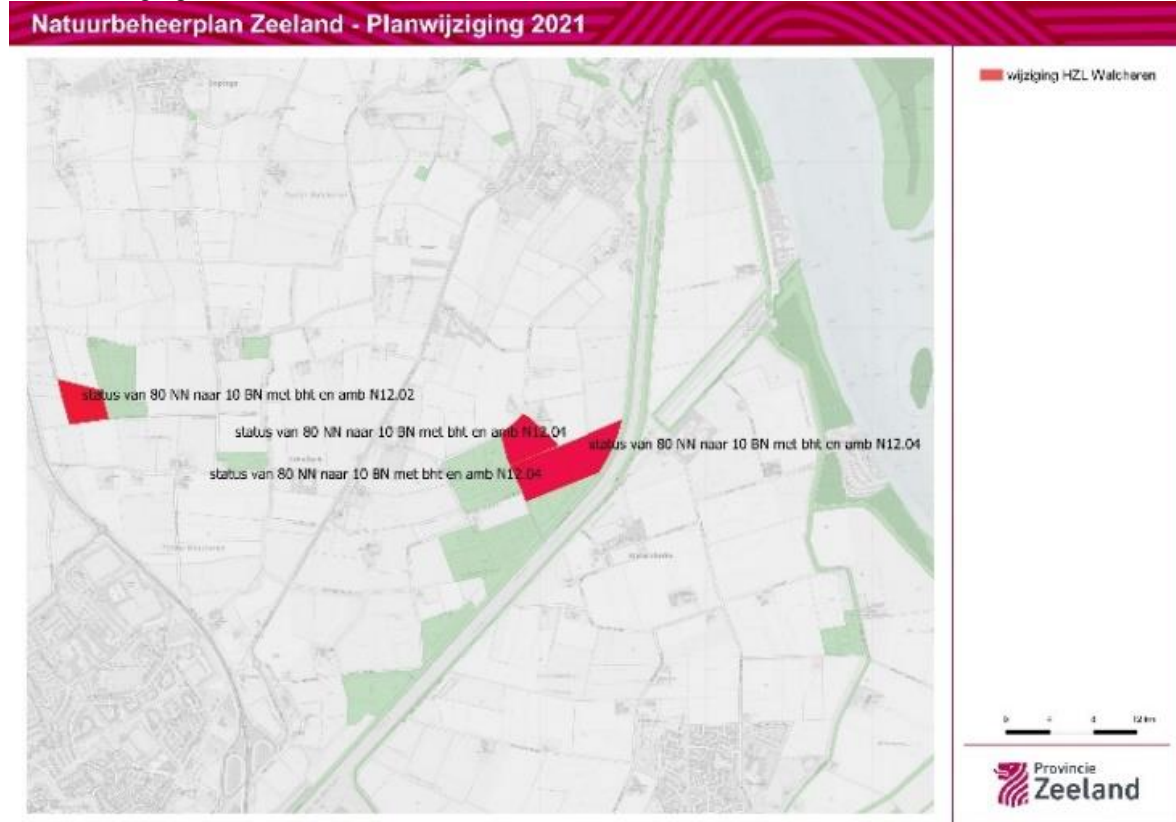 Natuurbeheerplan Zeeland - Planwijziging 2021
wijziging HZL Walcheren
status van 80 NN naar 10 BN met bht en amb N12.02
status van 80 NN naar 10 BN met bht en amb N12.04
status van 80 NN naar 10 BN met bht en amb N12.04
status van 80 NN naar 10 BN met bht en amb N12.04
Provincie
Zeeland